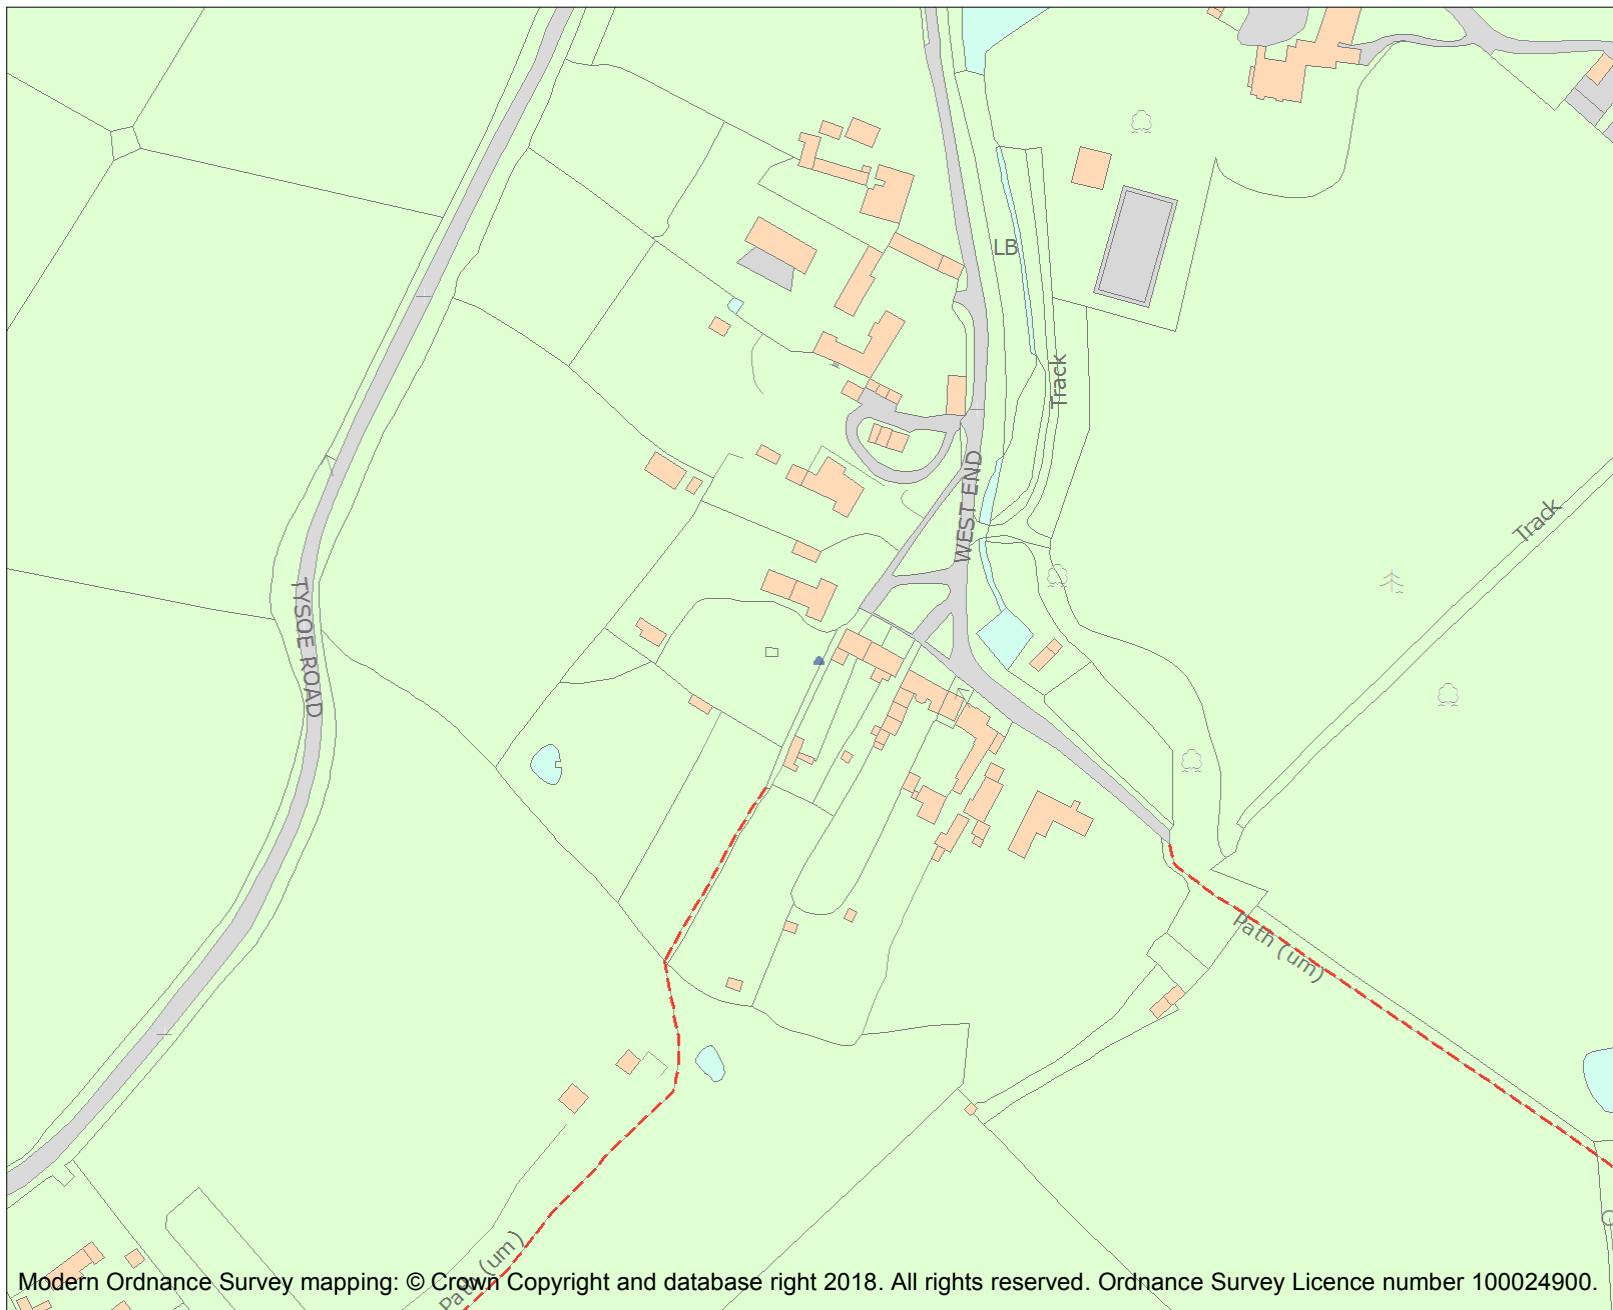 LB
Track
WEST END
Track
TYSOE ROAD
Path (um)
Path (um)
Modern Ordnance Survey mapping: © Crown Copyright and database right 2018. All rights reserved. Ordnance Survey Licence number 100024900.